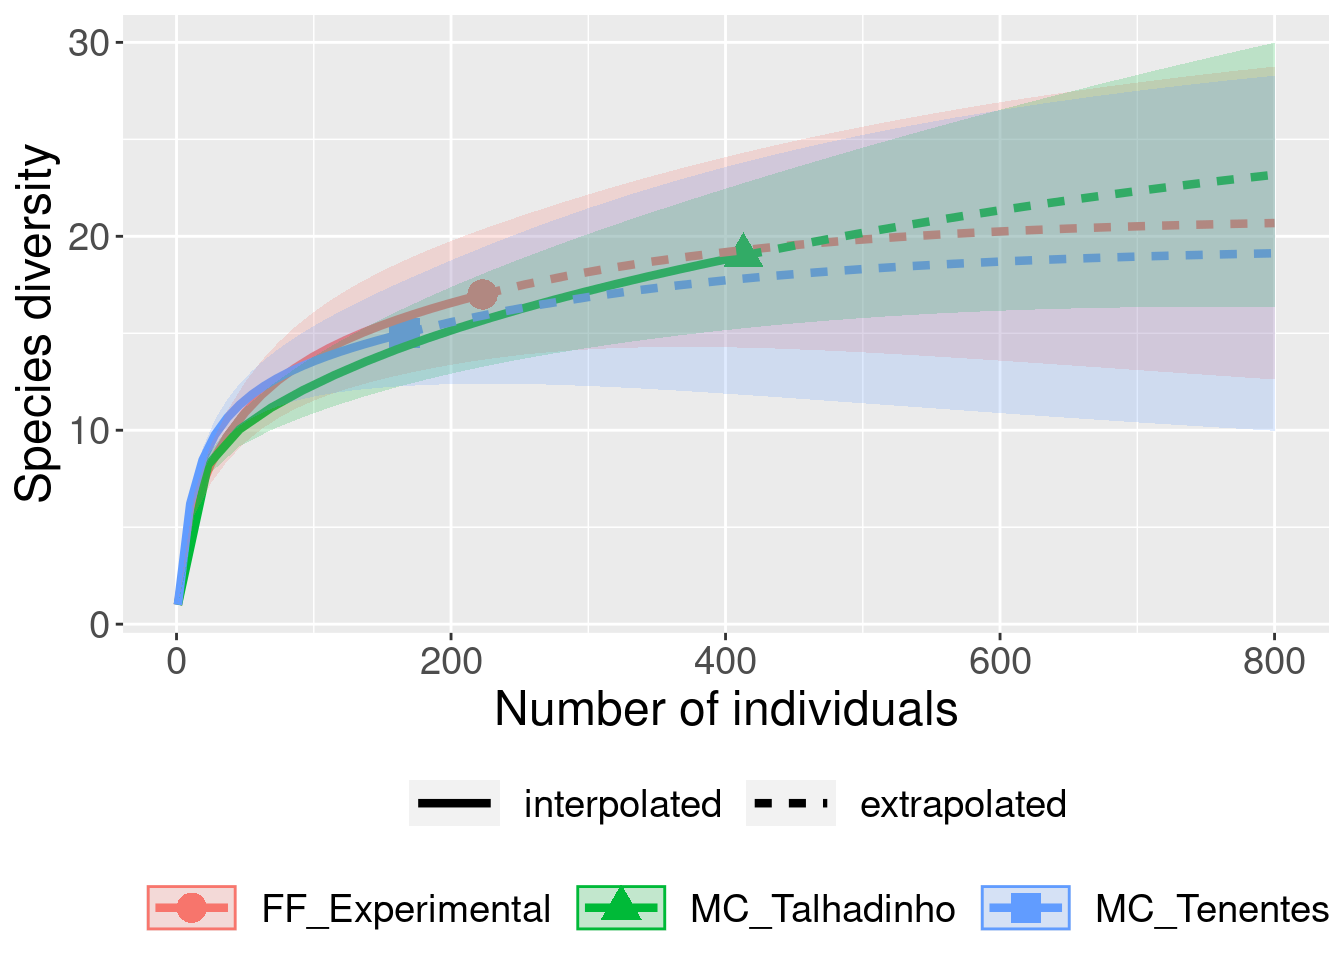 30
20
10
0
Species diversity
0 200 400 600 800
Number of individuals
interpolated extrapolated
FF_Experimental MC_Talhadinho MC_Tenentes